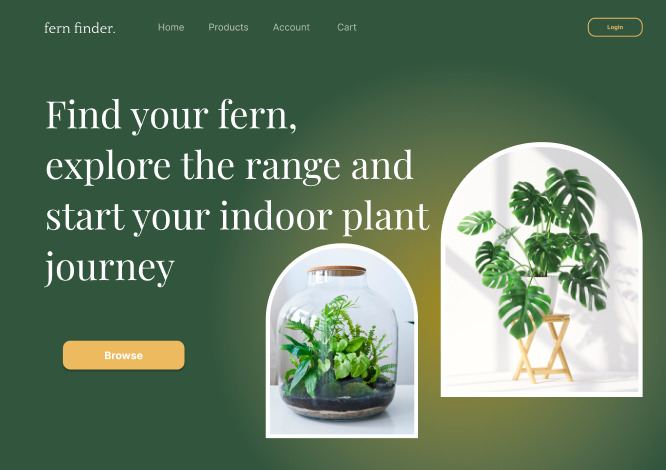 fern finder.
Home
Products
Account
Cart
Login
Find your fern,
explore the range and
start your indoor plant
journey
Browse